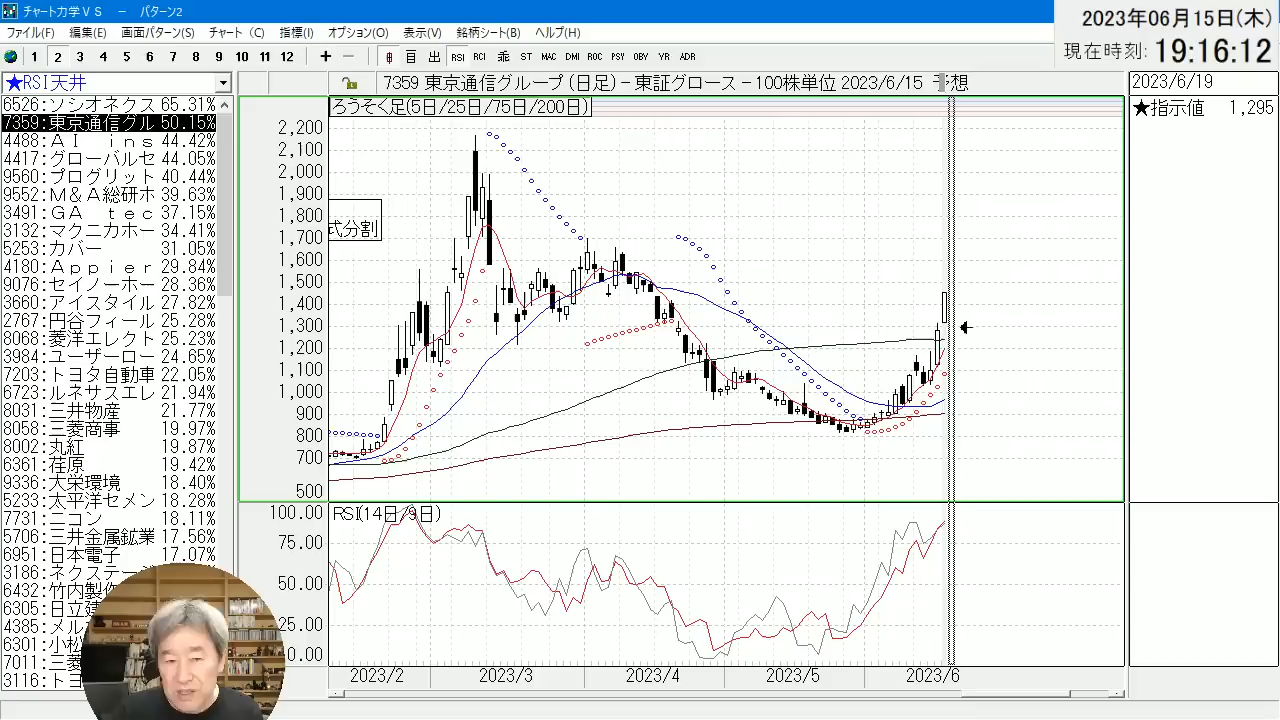 チャート力学VS － パターン2
2023年06月15日(木)
現在時刻: 19:16:12
ファイル(F) 編集(E) 画面パターン(S) チャート (C) 指標(I) オプション(O) 表示(V) 銘柄シート(B) ヘルプ(H)
1 2 3 4 5 6 7 8 9 10 11 12 + − 日 出 RSI RCI 乖 ST MAC DMI ROC PSY OBV YR ADR
★RSI天井
7359 東京通信グループ (日足)－東証グロース－100株単位 2023/6/15 予想
2023/6/19
★指示値 1,295
6526:ソシオネクス 65.31%
7359:東京通信グル 50.15%
4488:ＡＩ ｉｎｓ 44.42%
4417:グローバルセ 44.05%
9560:プログリット 40.44%
9552:Ｍ＆Ａ総研ホ 39.63%
3491:ＧＡ ｔｅｃ 37.15%
3132:マクニカホー 34.41%
5253:カバー 31.05%
4180:Ａｐｐｉｅｒ 29.84%
9076:セイノーホー 28.36%
3660:アイスタイル 27.82%
2767:円谷フィール 25.28%
8068:菱洋エレクト 25.23%
3984:ユーザーロー 24.65%
7203:トヨタ自動車 22.05%
6723:ルネサスエレ 21.94%
8031:三井物産 21.77%
8058:三菱商事 19.97%
8002:丸紅 19.87%
6361:荏原 19.42%
9336:大栄環境 18.40%
5233:太平洋セメン 18.28%
7731:ニコン 18.11%
5706:三井金属鉱業 17.56%
6951:日本電子 17.07%
3186:ネクステー
6432:竹内製
6305:日立建
4385:メル
6301:小松
7011:三菱
3116:トヨ
ろうそく足(5日/25日/75日/200日)
式分割
2,200
2,100
2,000
1,900
1,800
1,700
1,600
1,500
1,400
1,300
1,200
1,100
1,000
900
800
700
500
RSI(14日/9日)
100.00
75.00
50.00
25.00
0.00
2023/2 2023/3 2023/4 2023/5